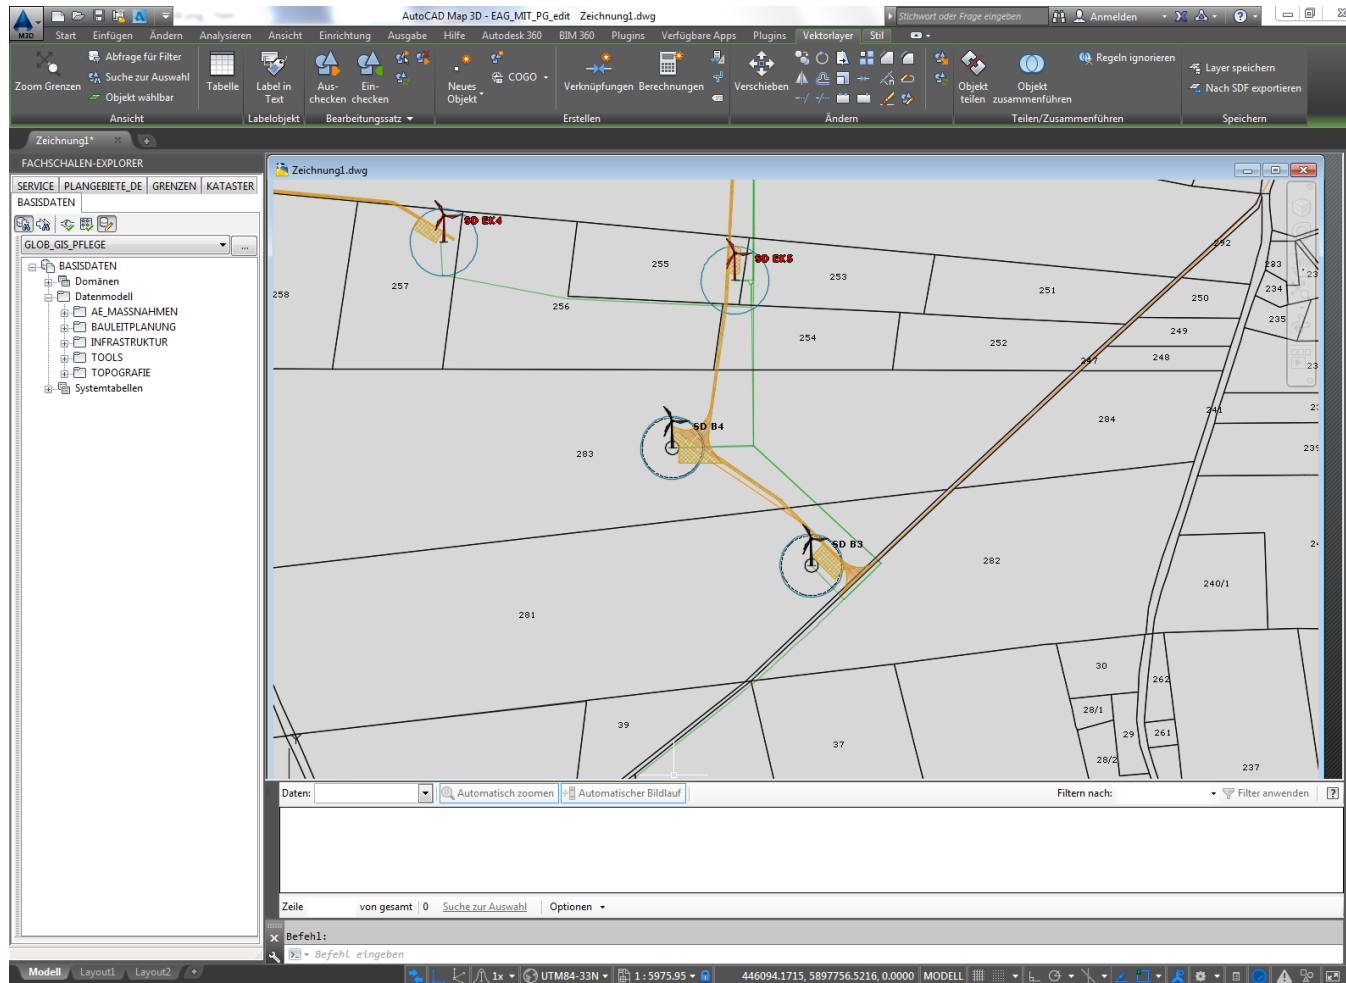 AutoCAD Map 3D - EAG_MIT_PG_edit Zeichnung1.dwg
Stichwort oder Frage eingeben
Anmelden
M3D
Start Einfügen Ändern Analysieren Ansicht Einrichtung Ausgabe Hilfe Autodesk 360 BIM 360 Plugins Verfügbare Apps Plugins Vektorlayer Stil
Zoom Grenzen
Abfrage für Filter
Suche zur Auswahl
Objekt wählbar
Tabelle
Label in Text
Aus-checken
Ein-checken
Neues Objekt
COGO
Verknüpfungen Berechnungen
Verschieben
Objekt teilen
Objekt zusammenführen
Regeln ignorieren
Layer speichern
Nach SDF exportieren
Ansicht Labelobjekt Bearbeitungssatz Erstellen Ändern Teilen/Zusammenführen Speichern
Zeichnung1*
FACHSCHALEN-EXPLORER
SERVICE PLANGEBIETE_DE GRENZEN KATASTER
BASISDATEN
GLOB_GIS_PFLEGE
...
BASISDATEN
Domänen
Datenmodell
AE_MASSNAHMEN
BAULEITPLANUNG
INFRASTRUKTUR
TOOLS
TOPOGRAFIE
Systemtabellen
Zeichnung1.dwg
SD EK4
292
SD EK5
255
253
283
258
257
251
234
256
250
235
249
254
252
247
248
241
284
SD B4
283
239
SD B3
282
240/1
281
30
262
28/1
39
29
261
37
28/2
237
Daten:
Automatisch zoomen
Automatischer Bildlauf
Filtern nach:
Filter anwenden
?
Zeile von gesamt 0 Suche zur Auswahl Optionen
Befehl:
Befehl eingeben
Modell Layout1 Layout2 +
1x
UTM84-33N
1 : 5975.95
446094.1715, 5897756.5216, 0.0000 MODELL